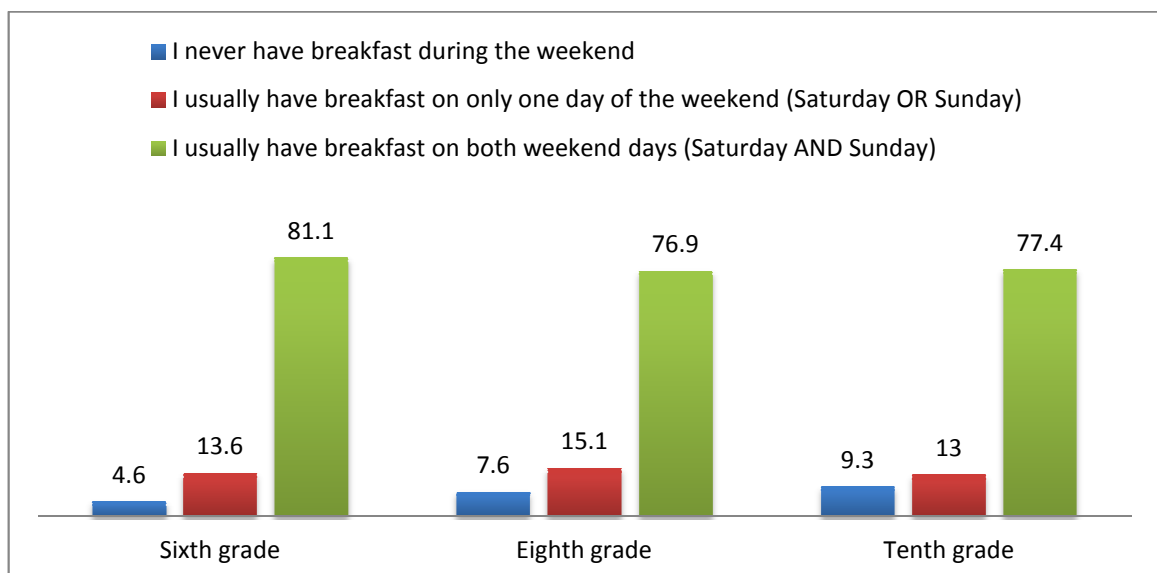 I never have breakfast during the weekend
I usually have breakfast on only one day of the weekend (Saturday OR Sunday)
I usually have breakfast on both weekend days (Saturday AND Sunday)
81.1
76.9
77.4
4.6
13.6
7.6
15.1
9.3
13
Sixth grade
Eighth grade
Tenth grade